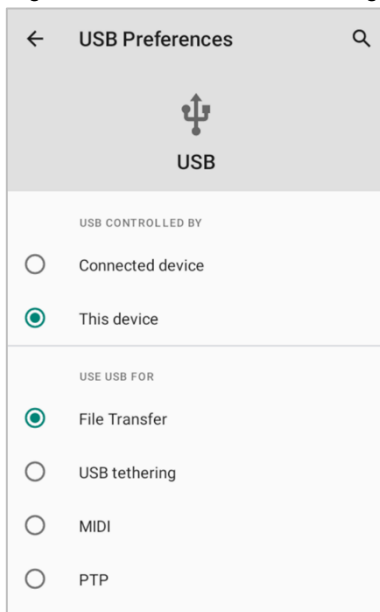 USB Preferences
USB
USB CONTROLLED BY
Connected device
This device
USE USB FOR
File Transfer
USB tethering
MIDI
PTP